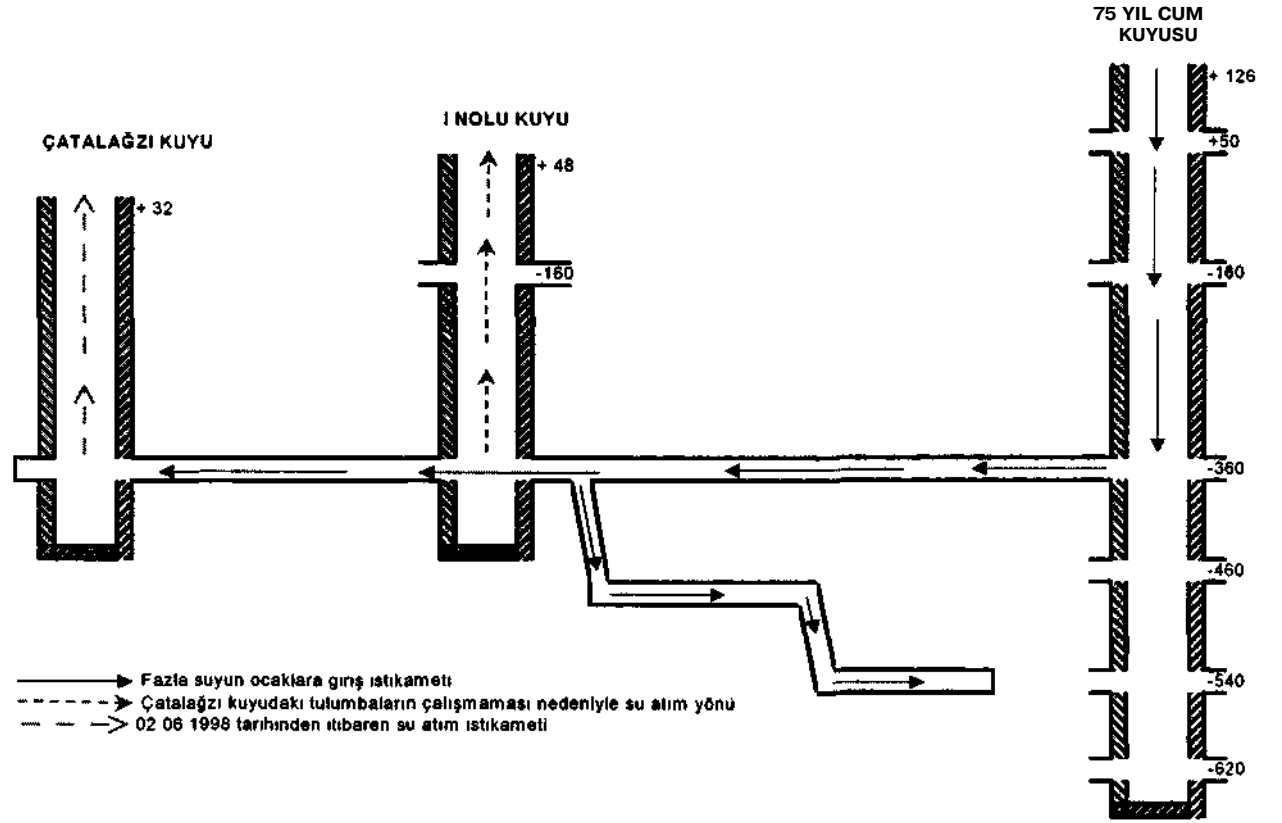 75 YIL CUM
KUYUSU
+ 126
I NOLU KUYU
+50
ÇATALAĞZI KUYU
+ 48
+ 32
-160
-180
-360
-460
-540
-620
Fazla suyun ocaklara giriş istikameti
Çatalağzı kuyudaki tulumbaların çalışmaması nedeniyle su atım yönü
02 06 1998 tarihinden itibaren su atım istikameti